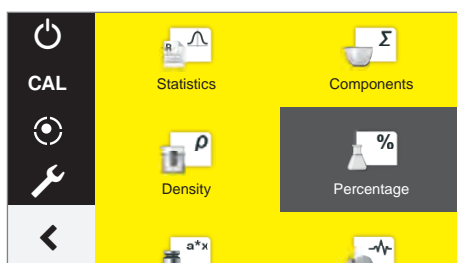 Σ
R
CAL
Statistics
Components
ρ
%
Density
Percentage
a*x